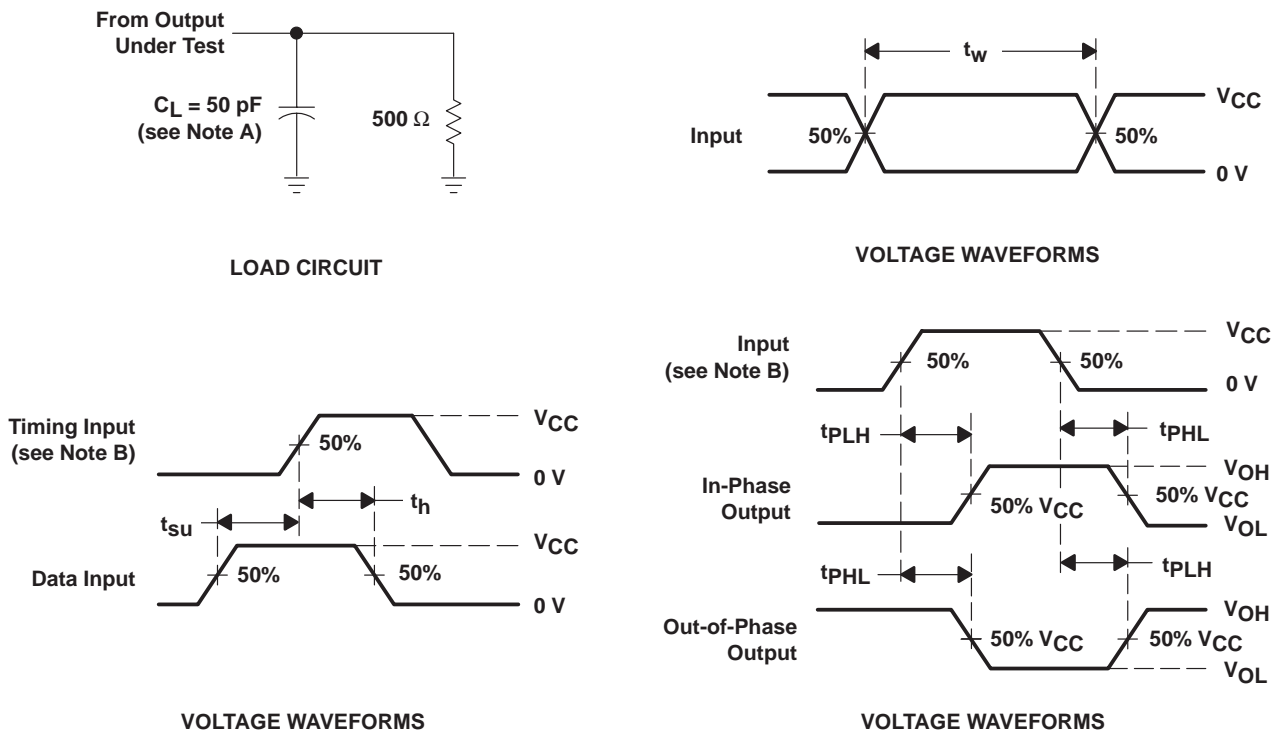 From Output
Under Test
CL = 50 pF
(see Note A)
500 Ω
LOAD CIRCUIT
tw
VCC
Input
50%
50%
0 V
VOLTAGE WAVEFORMS
Timing Input
(see Note B)
50%
VCC
0 V
th
tsu
VCC
Data Input
50%
50%
0 V
VOLTAGE WAVEFORMS
Input
(see Note B)
50%
50%
VCC
0 V
tPLH
tPHL
In-Phase
Output
50% VCC
VOH
50% VCC
VOL
tPHL
tPLH
Out-of-Phase
Output
50% VCC
VOH
50% VCC
VOL
VOLTAGE WAVEFORMS